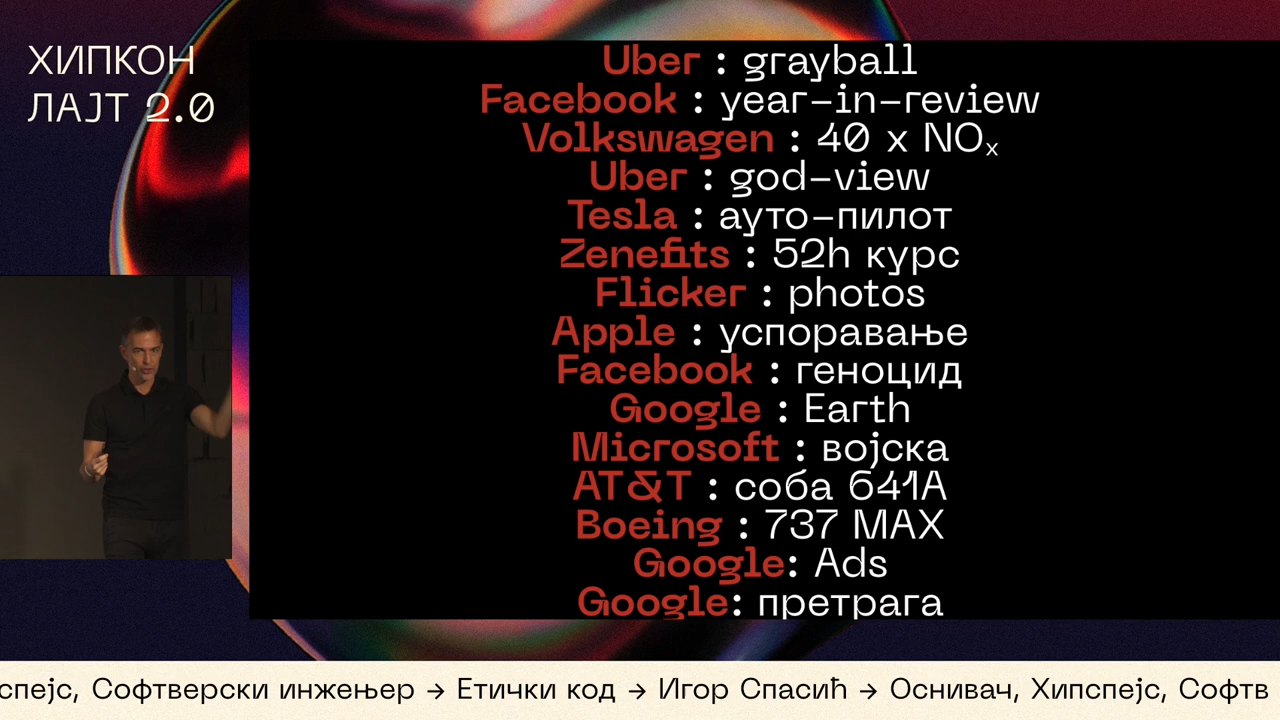 ХИПКОН
ЛАЈТ 2.0
Uber : grayball
Facebook : year-in-review
Volkswagen : 40 x NOₓ
Uber : god-view
Tesla : ауто-пилот
Zenefits : 52h курс
Flicker : photos
Apple : успоравање
Facebook : геноцид
Google : Earth
Microsoft : војска
AT&T : соба 641A
Boeing : 737 MAX
Google: Ads
Google: претрага
спејс, Софтверски инжењер → Етички код → Игор Спасић → Оснивач, Хипспејс, Софтв